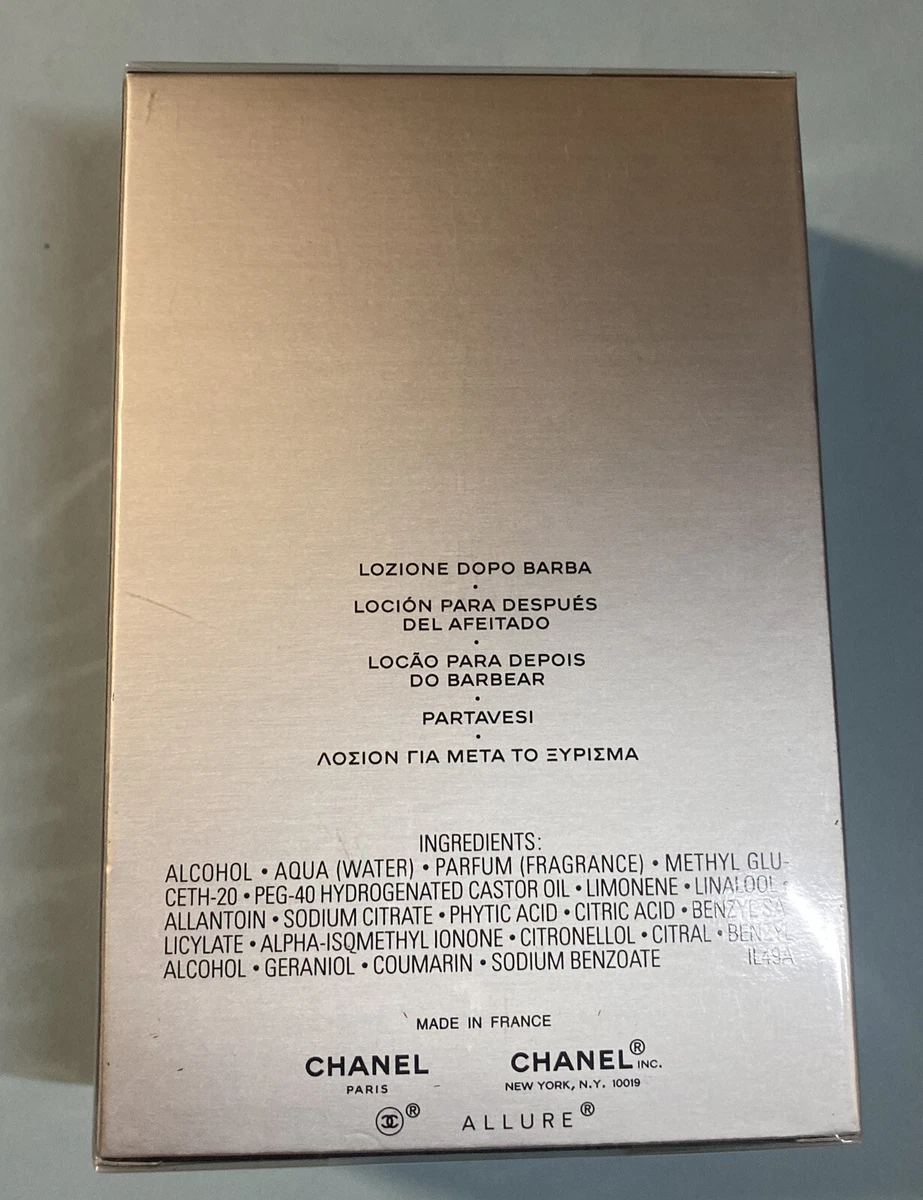 LOZIONE DOPO BARBA
•
LOCIÓN PARA DESPUÉS
DEL AFEITADO
•
LOCÃO PARA DEPOIS
DO BARBEAR
•
PARTAVESI
•
ΛΟΣΙΟΝ ΓΙΑ ΜΕΤΑ ΤΟ ΞΥΡΙΣΜΑ
INGREDIENTS:
ALCOHOL • AQUA (WATER) • PARFUM (FRAGRANCE) • METHYL GLU-
CETH-20 • PEG-40 HYDROGENATED CASTOR OIL • LIMONENE • LINALOOL •
ALLANTOIN • SODIUM CITRATE • PHYTIC ACID • CITRIC ACID • BENZYL SA-
LICYLATE • ALPHA-ISOMETHYL IONONE • CITRONELLOL • CITRAL • BENZYL
ALCOHOL • GERANIOL • COUMARIN • SODIUM BENZOATE IL49A
MADE IN FRANCE
CHANEL CHANEL® INC.
PARIS NEW YORK, N.Y. 10019
® ALLURE®